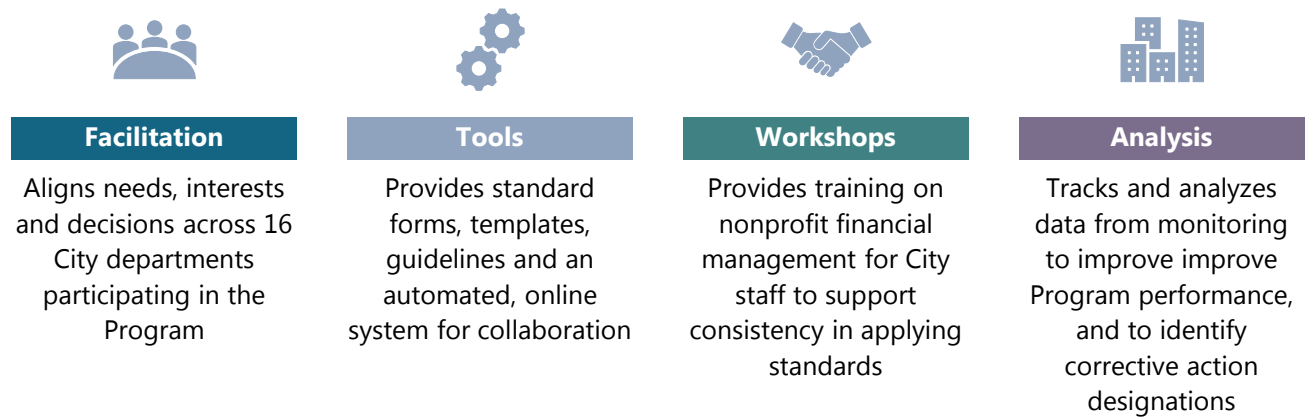 Facilitation
Aligns needs, interests
and decisions across 16
City departments
participating in the
Program
Tools
Provides standard
forms, templates,
guidelines and an
automated, online
system for collaboration
Workshops
Provides training on
nonprofit financial
management for City
staff to support
consistency in applying
standards
Analysis
Tracks and analyzes
data from monitoring
to improve improve
Program performance,
and to identify
corrective action
designations